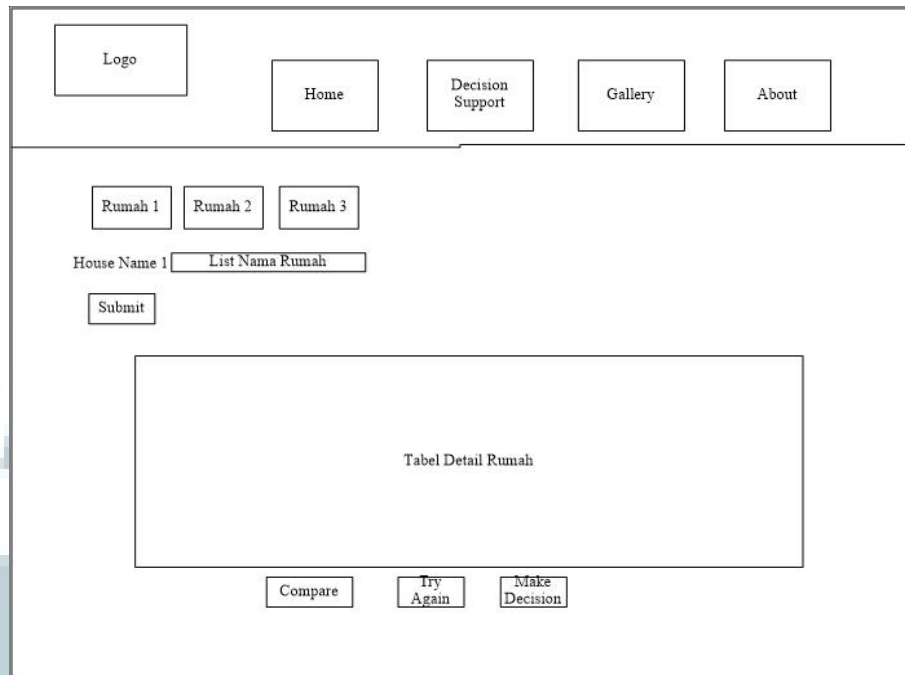 Logo
Home
Decision
Support
Gallery
About
Rumah 1
Rumah 2
Rumah 3
House Name 1
List Nama Rumah
Submit
Tabel Detail Rumah
Compare
Try
Again
Make
Decision